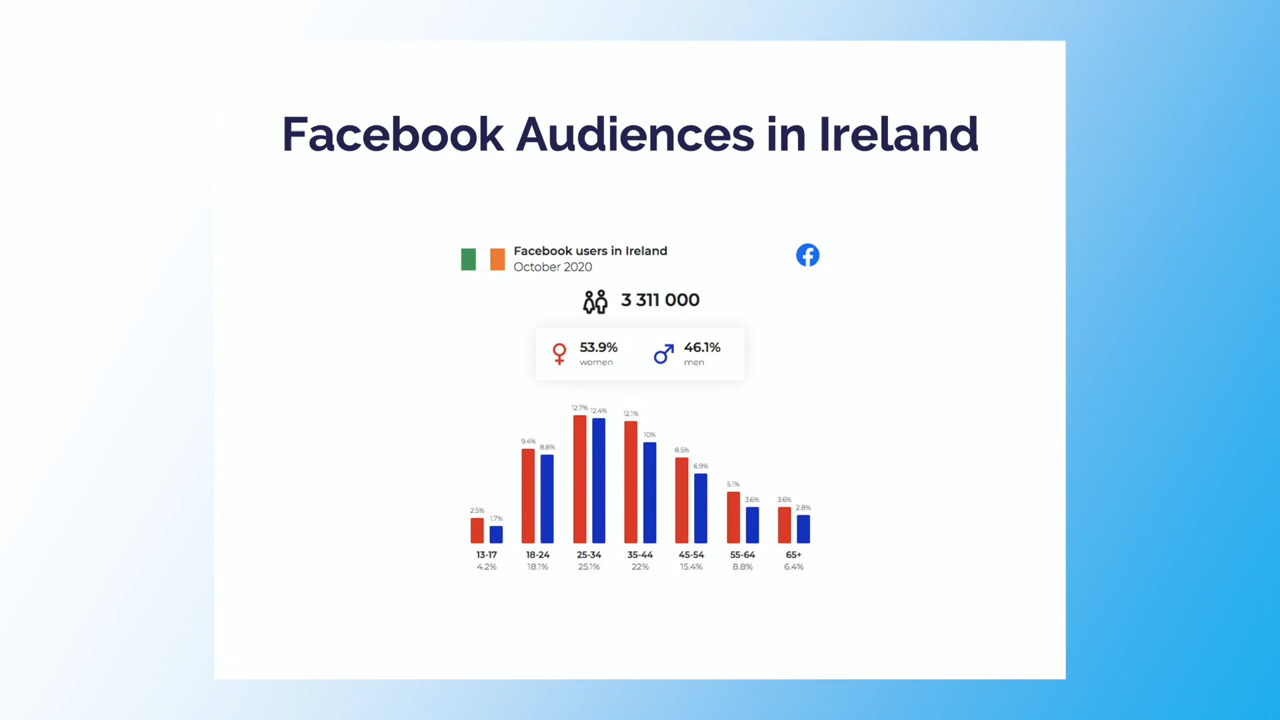 Facebook Audiences in Ireland
Facebook users in Ireland
October 2020
3 311 000
53.9% 46.1%
women men
12.7% 12.4% 12.1%
9.4% 8.8% 10%
8.5% 6.9%
5.1% 3.6% 3.6% 2.8%
2.5% 1.7%
13-17 18-24 25-34 35-44 45-54 55-64 65+
4.2% 18.1% 25.1% 22% 15.4% 8.8% 6.4%